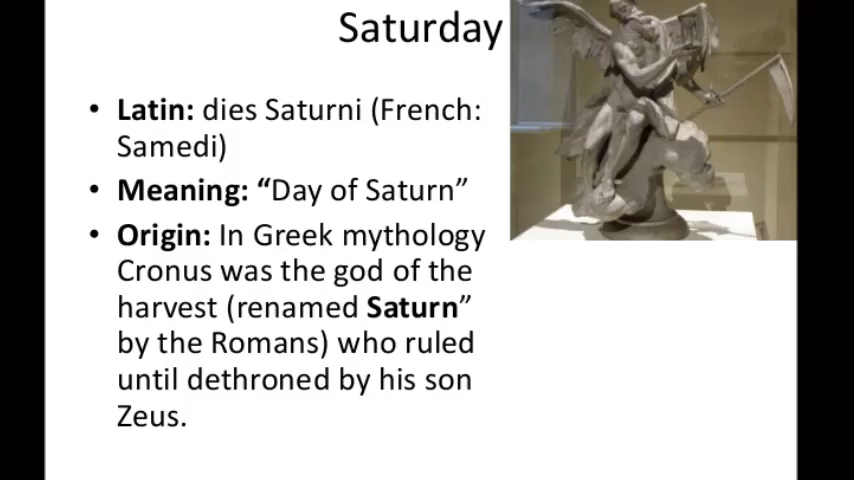 Saturday
• Latin: dies Saturni (French:
Samedi)
• Meaning: “Day of Saturn”
• Origin: In Greek mythology
Cronus was the god of the
harvest (renamed Saturn”
by the Romans) who ruled
until dethroned by his son
Zeus.